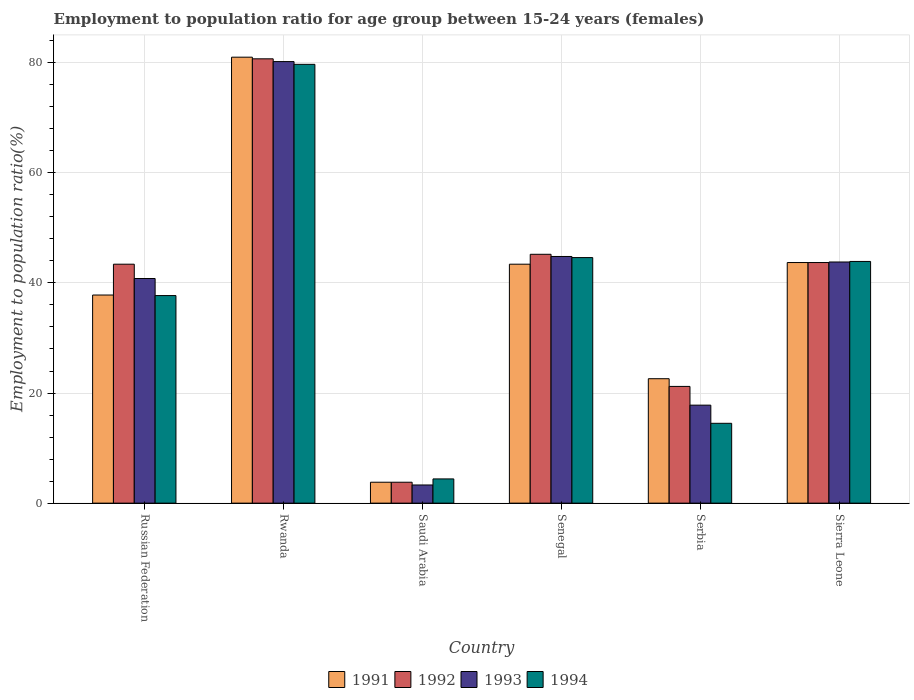 Employment to population ratio for age group between 15-24 years (females)
Employment to population ratio(%)
80
60
40
20
0
Russian Federation
Rwanda
Saudi Arabia
Senegal
Serbia
Sierra Leone
Country
1991
1992
1993
1994